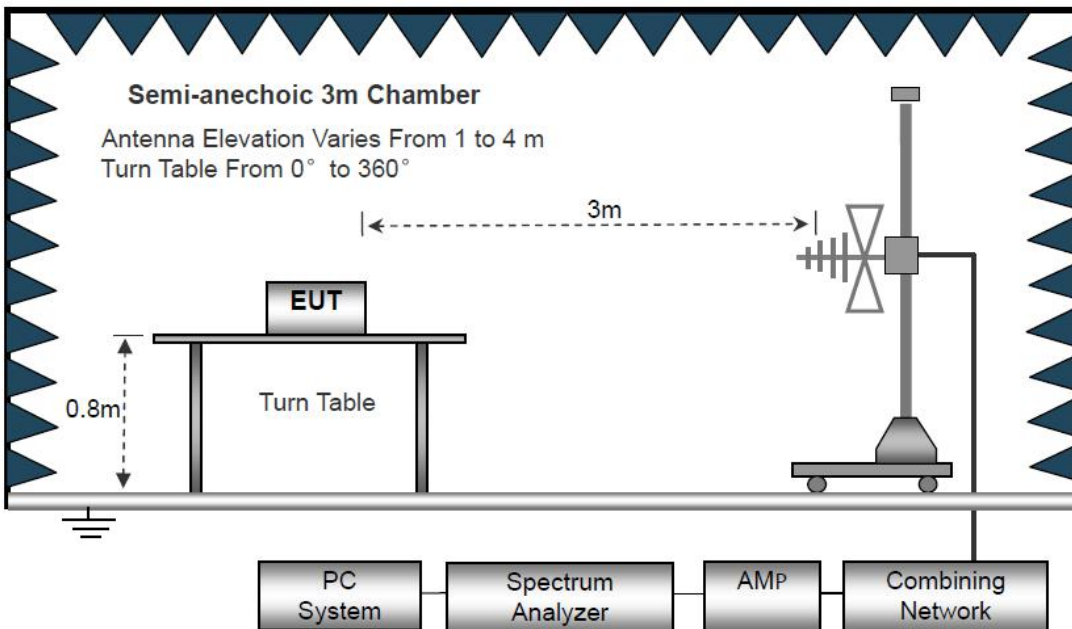 Semi-anechoic 3m Chamber
Antenna Elevation Varies From 1 to 4 m
Turn Table From 0° to 360°
3m
EUT
0.8m
Turn Table
PC
System
Spectrum
Analyzer
AMP
Combining
Network